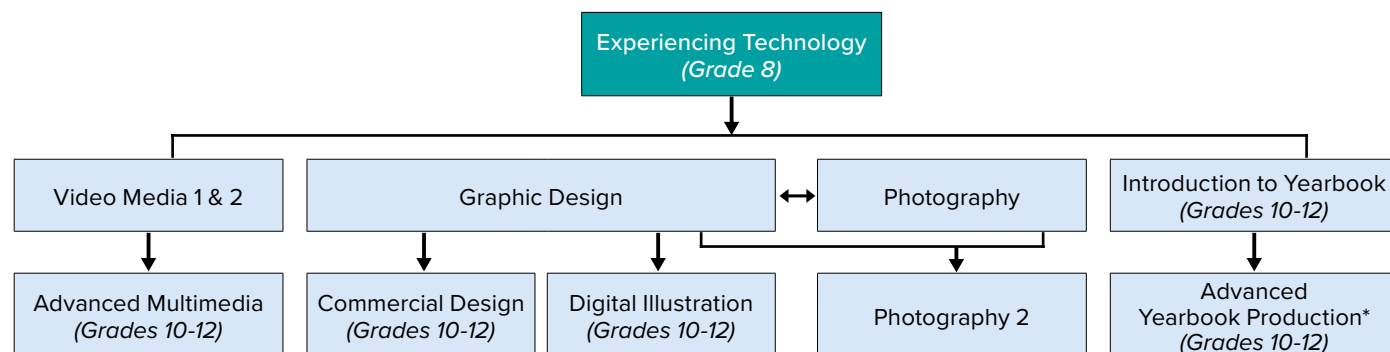 Experiencing Technology
(Grade 8)
Video Media 1 & 2
Graphic Design
Photography
Introduction to Yearbook
(Grades 10-12)
Advanced Multimedia
(Grades 10-12)
Commercial Design
(Grades 10-12)
Digital Illustration
(Grades 10-12)
Photography 2
Advanced
Yearbook Production*
(Grades 10-12)